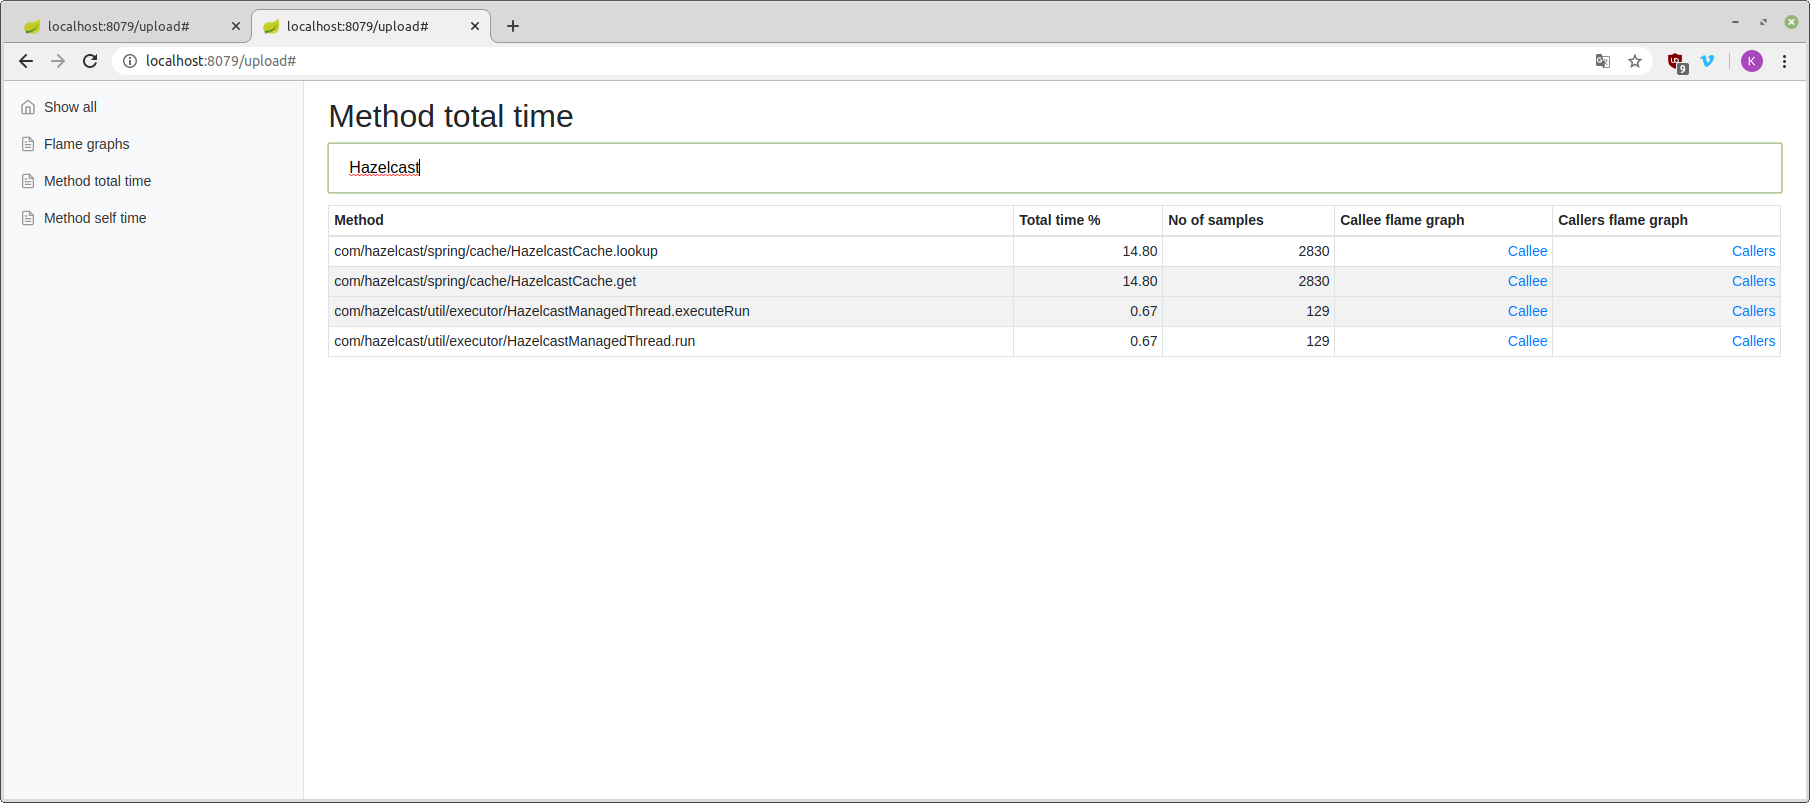 localhost:8079/upload# localhost:8079/upload#
localhost:8079/upload# 9 K
Show all
Flame graphs
Method total time
Method self time
Method total time
Hazelcast
Method Total time % No of samples Callee flame graph Callers flame graph
com/hazelcast/spring/cache/HazelcastCache.lookup 14.80 2830 Callee Callers
com/hazelcast/spring/cache/HazelcastCache.get 14.80 2830 Callee Callers
com/hazelcast/util/executor/HazelcastManagedThread.executeRun 0.67 129 Callee Callers
com/hazelcast/util/executor/HazelcastManagedThread.run 0.67 129 Callee Callers